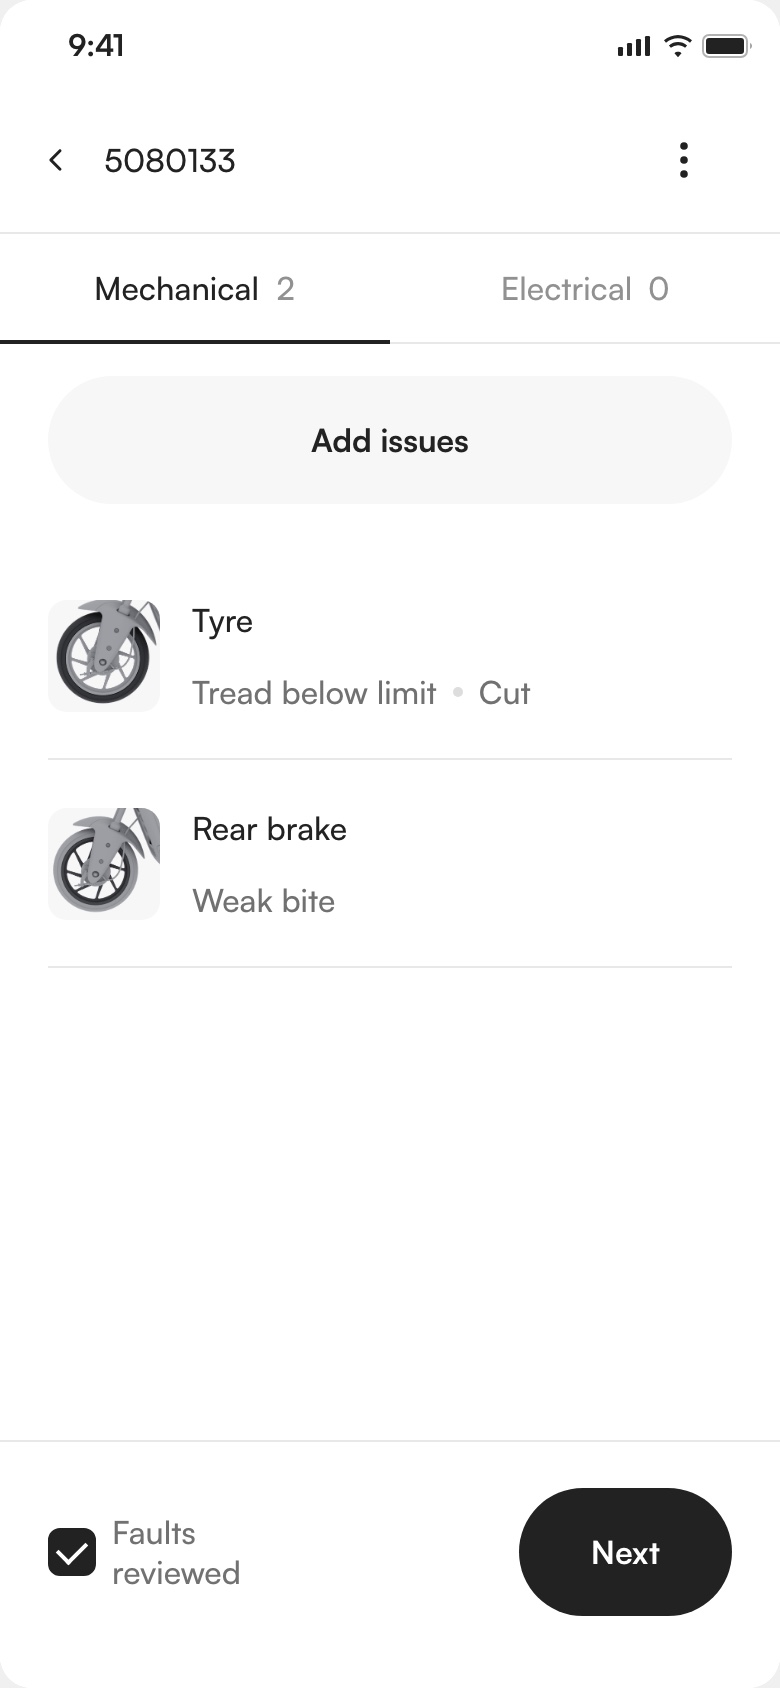 9:41
5080133
Mechanical 2
Electrical 0
Add issues
Tyre
Tread below limit • Cut
Rear brake
Weak bite
Faults
reviewed
Next